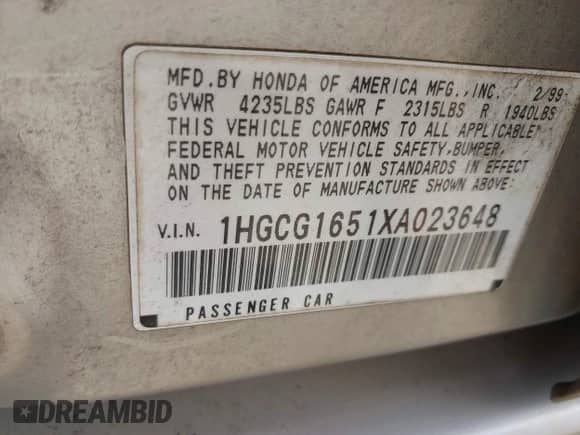 MFD.BY HONDA OF AMERICA MFG.,INC. 2/99
GVWR 4235LBS GAWR F 2315LBS R 1940LBS
THIS VEHICLE CONFORMS TO ALL APPLICABLE
FEDERAL MOTOR VEHICLE SAFETY,BUMPER,
AND THEFT PREVENTION STANDARDS IN EFFECT
ON THE DATE OF MANUFACTURE SHOWN ABOVE:
V.I.N. 1HGCG1651XA023648
PASSENGER CAR
DREAMBID